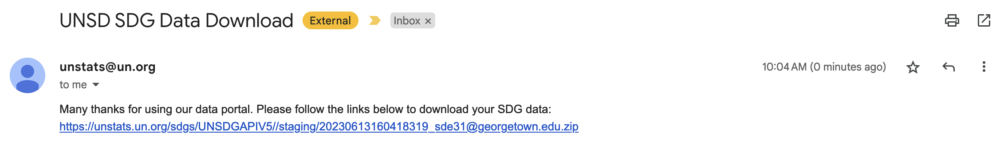 UNSD SDG Data Download External Inbox ×
unstats@un.org 10:04 AM (0 minutes ago)
to me
Many thanks for using our data portal. Please follow the links below to download your SDG data:
https://unstats.un.org/sdgs/UNSDGAPIV5//staging/20230613160418319_sde31@georgetown.edu.zip